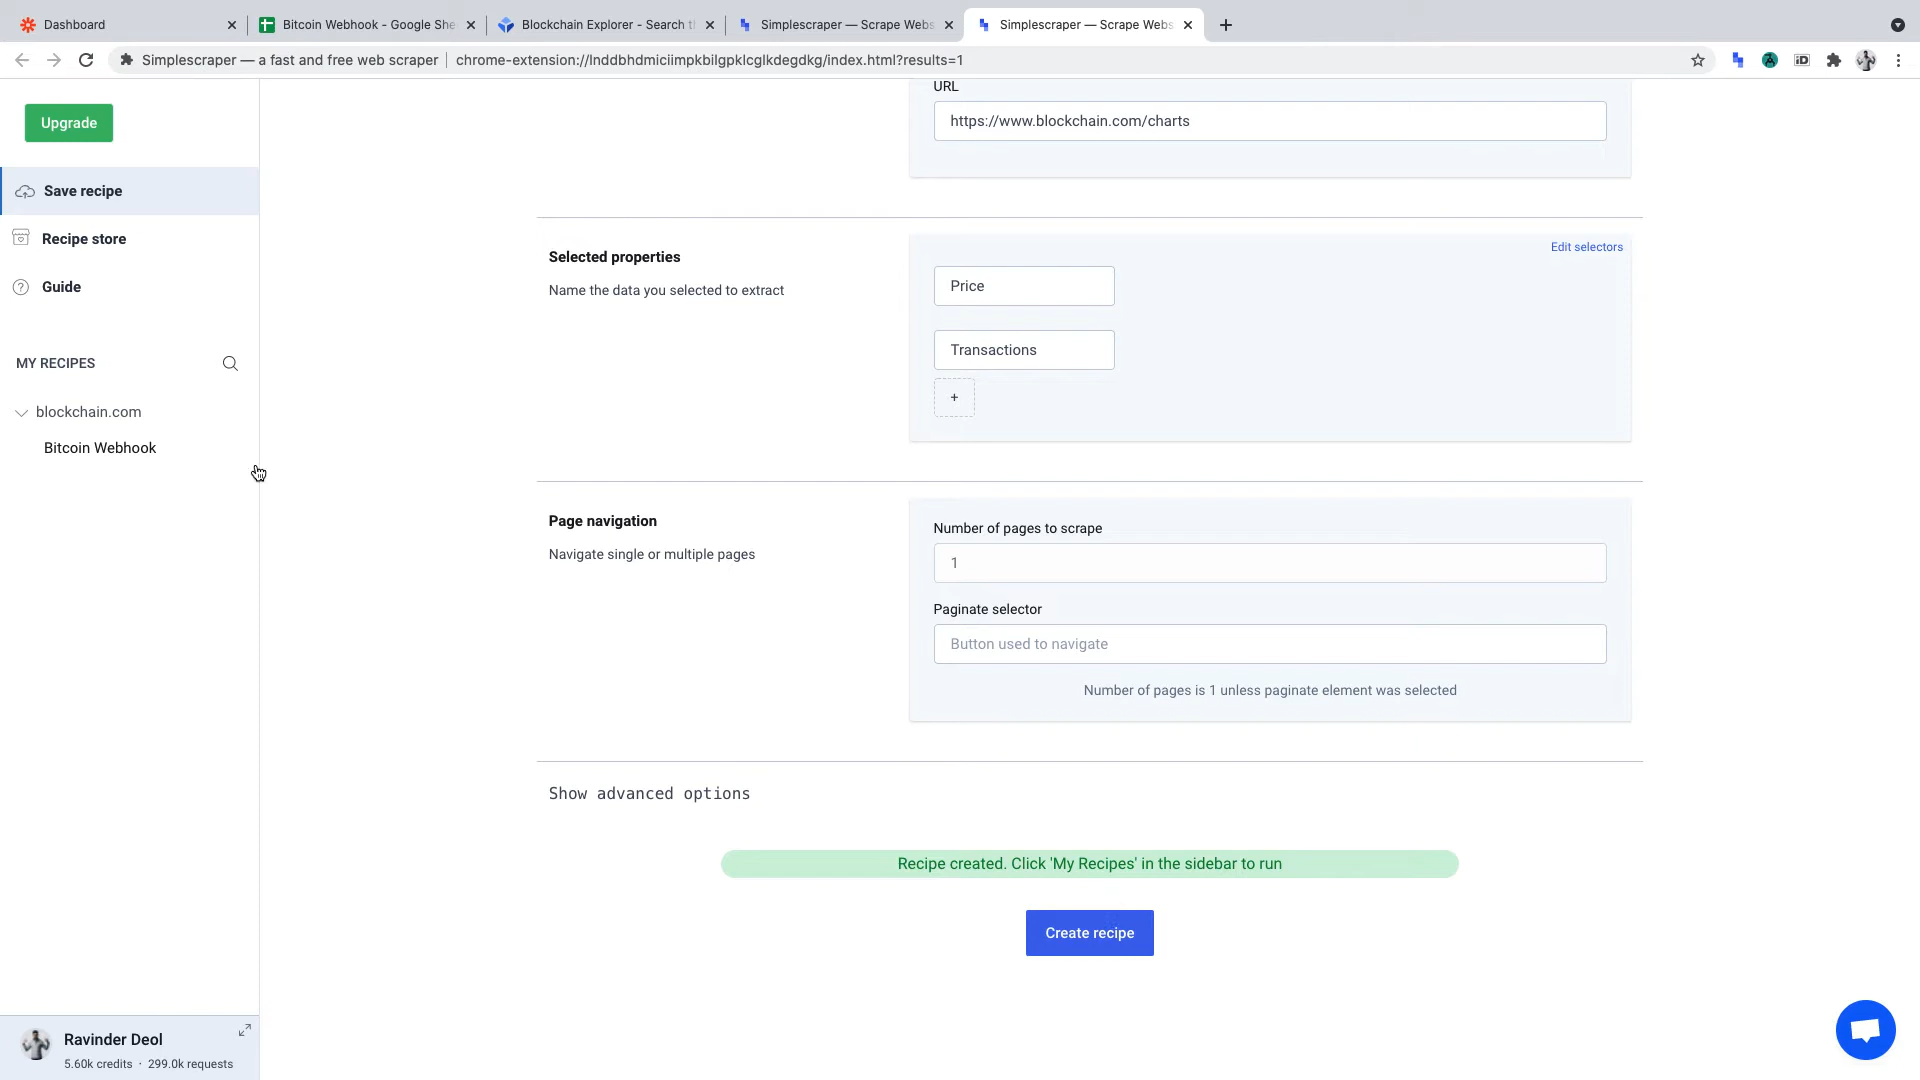 Dashboard
Bitcoin Webhook - Google She
Blockchain Explorer - Search t
Simplescraper — Scrape Webs
Simplescraper — Scrape Webs
Simplescraper — a fast and free web scraper
chrome-extension://lnddbhdmiciimpkbilgpklcglkdegdkg/index.html?results=1
Upgrade
Save recipe
Recipe store
Guide
MY RECIPES
blockchain.com
Bitcoin Webhook
Ravinder Deol
5.60k credits · 299.0k requests
URL
https://www.blockchain.com/charts
Selected properties
Name the data you selected to extract
Edit selectors
Price
Transactions
+
Page navigation
Navigate single or multiple pages
Number of pages to scrape
1
Paginate selector
Button used to navigate
Number of pages is 1 unless paginate element was selected
Show advanced options
Recipe created. Click 'My Recipes' in the sidebar to run
Create recipe